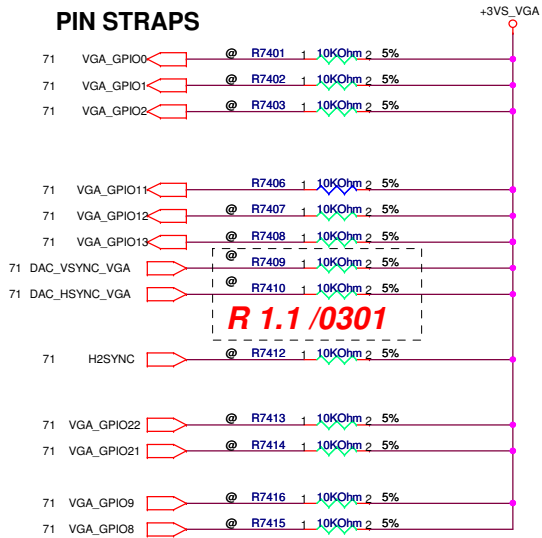 PIN STRAPS
+3VS_VGA
71 VGA_GPIO0 @ R7401 1 10KOhm 2 5%
71 VGA_GPIO1 @ R7402 1 10KOhm 2 5%
71 VGA_GPIO2 @ R7403 1 10KOhm 2 5%
71 VGA_GPIO11 R7406 1 10KOhm 2 5%
71 VGA_GPIO12 @ R7407 1 10KOhm 2 5%
71 VGA_GPIO13 @ R7408 1 10KOhm 2 5%
71 DAC_VSYNC_VGA @ R7409 1 10KOhm 2 5%
71 DAC_HSYNC_VGA @ R7410 1 10KOhm 2 5%
R 1.1 /0301
71 H2SYNC @ R7412 1 10KOhm 2 5%
71 VGA_GPIO22 @ R7413 1 10KOhm 2 5%
71 VGA_GPIO21 @ R7414 1 10KOhm 2 5%
71 VGA_GPIO9 @ R7416 1 10KOhm 2 5%
71 VGA_GPIO8 @ R7415 1 10KOhm 2 5%